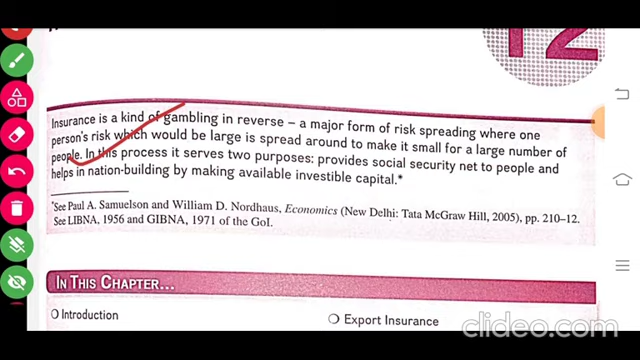 12
Insurance is a kind of gambling in reverse – a major form of risk spreading where one
person's risk which would be large is spread around to make it small for a large number of
people. In this process it serves two purposes: provides social security net to people and
helps in nation-building by making available investible capital.*
*See Paul A. Samuelson and William D. Nordhaus, Economics (New Delhi: Tata McGraw Hill, 2005), pp. 210–12.
See LIBNA, 1956 and GIBNA, 1971 of the GoI.
IN THIS CHAPTER...
Introduction
Export Insurance
clideo.com